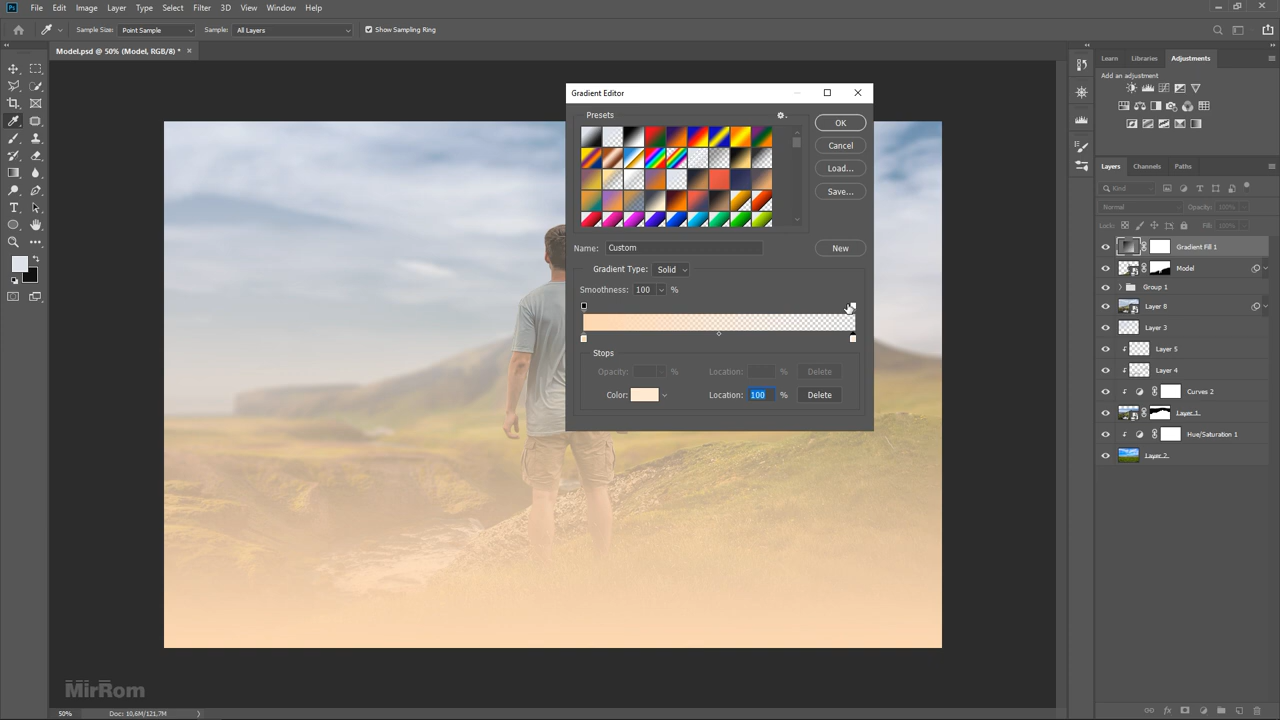 Ps File Edit Image Layer Type Select Filter 3D View Window Help
Sample Size: Point Sample Sample: All Layers Show Sampling Ring
Model.psd @ 50% (Model, RGB/8) * ×
Learn Libraries Adjustments
Add an adjustment
Gradient Editor
Presets
OK
Cancel
Load...
Save...
Name: Custom New
Gradient Type: Solid
Smoothness: 100 %
Stops
Opacity: % Location: % Delete
Color: Location: 100 % Delete
Layers Channels Paths
Kind
Normal Opacity: 100%
Lock: Fill: 100%
Gradient Fill 1
Model
Group 1
Layer 8
Layer 3
Layer 5
Layer 4
Curves 2
Layer 1
Hue/Saturation 1
Layer 2
MirRom
50% Doc: 10,6M/121,7M